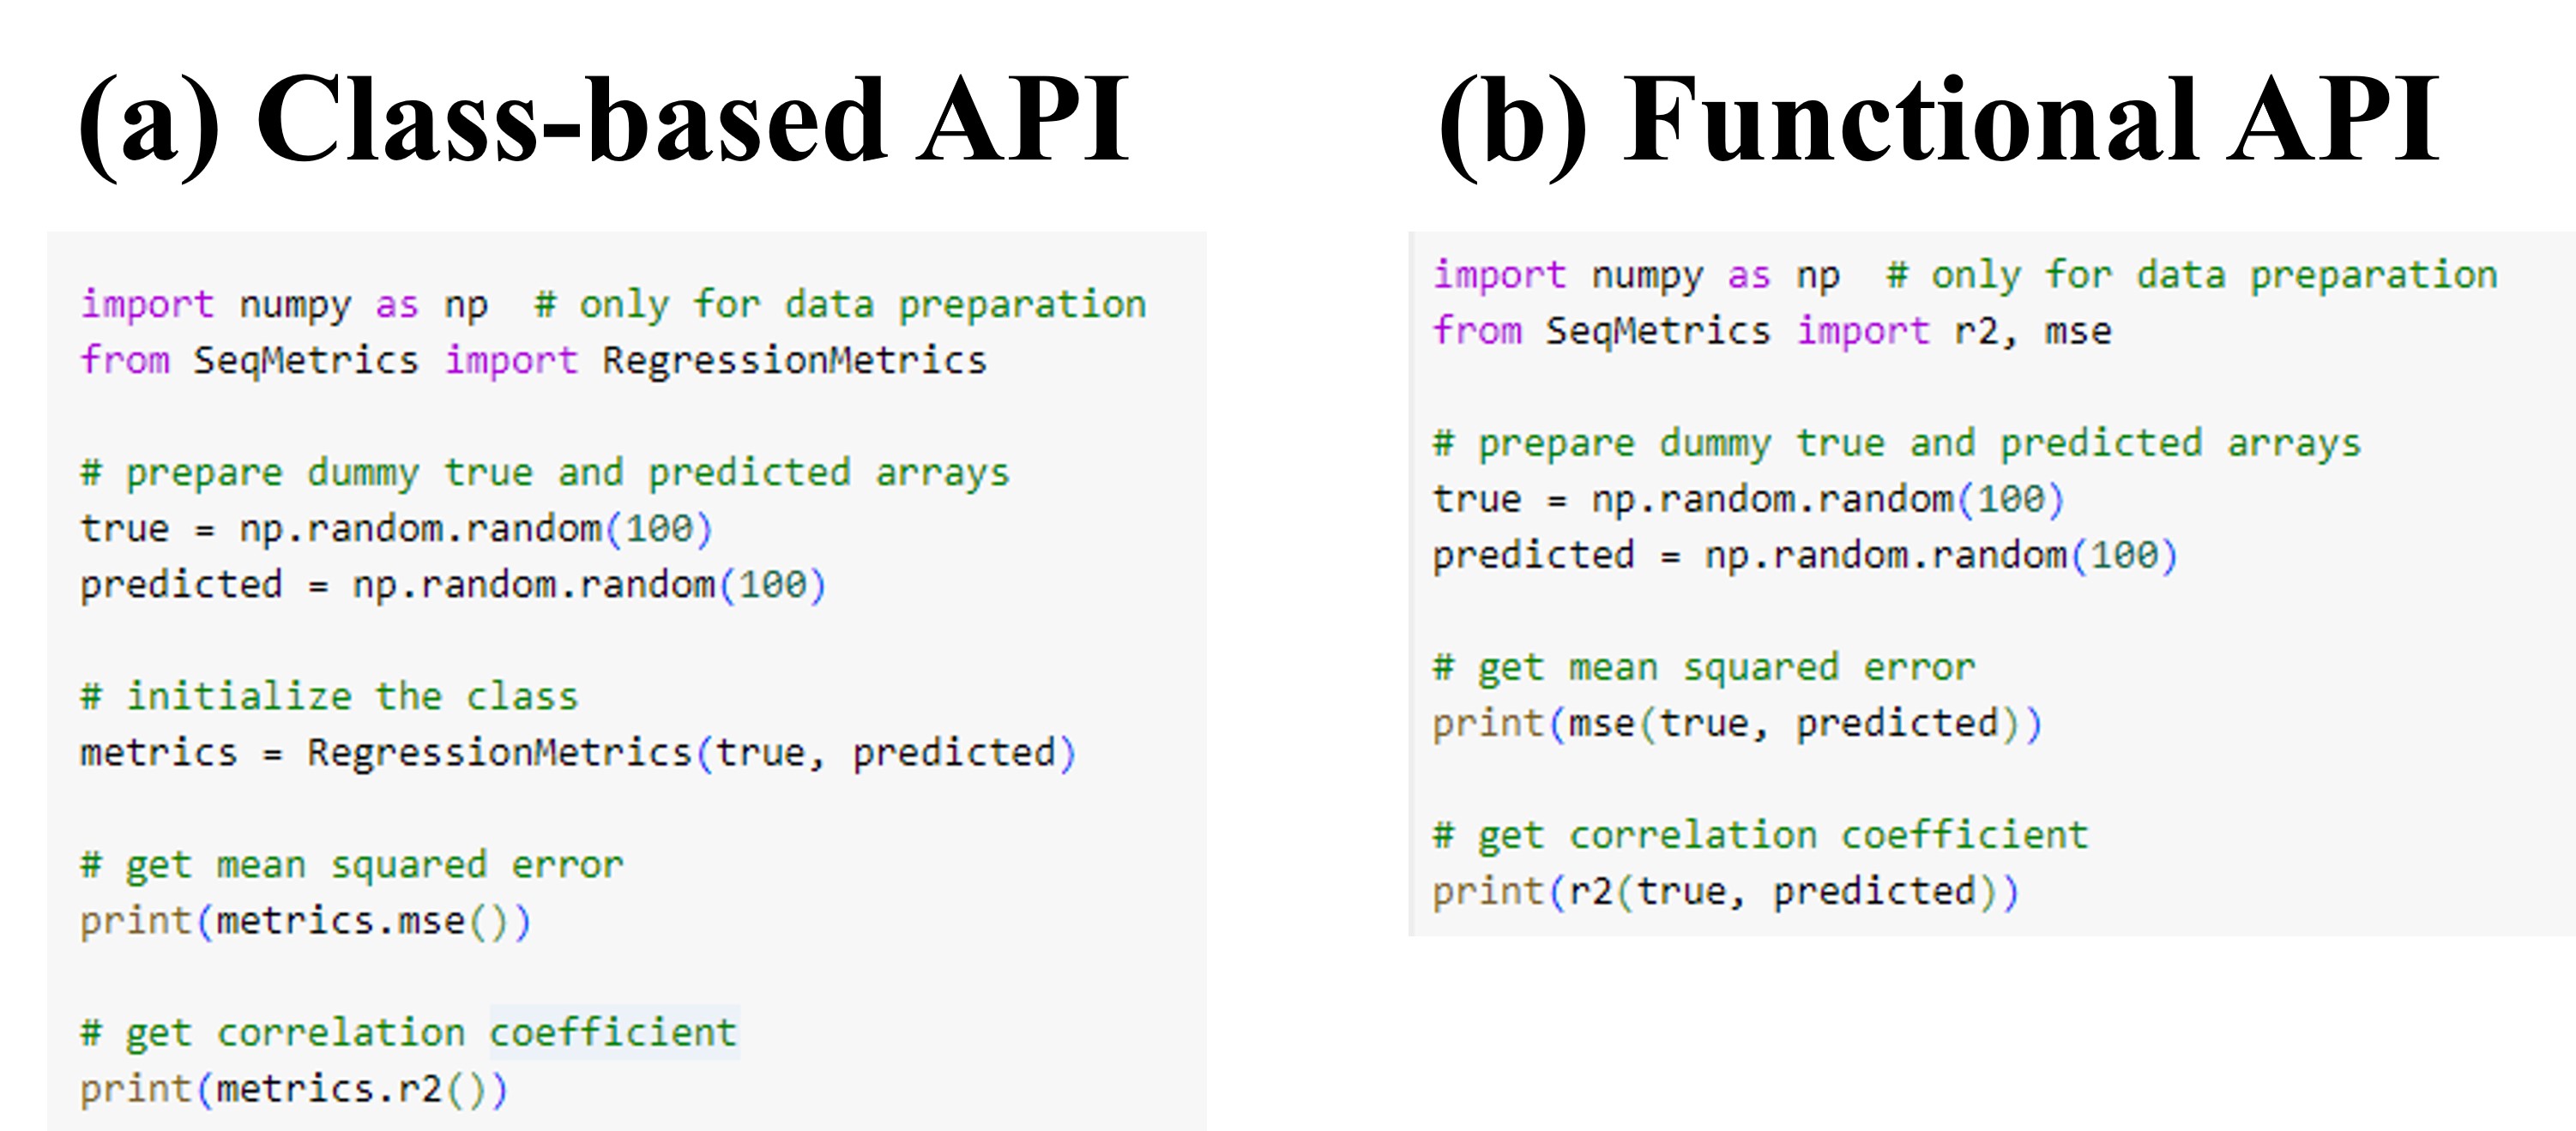 (a) Class-based API
import numpy as np  # only for data preparation
from SeqMetrics import RegressionMetrics
# prepare dummy true and predicted arrays
true = np.random.random(100)
predicted = np.random.random(100)
# initialize the class
metrics = RegressionMetrics(true, predicted)
# get mean squared error
print(metrics.mse())
# get correlation coefficient
print(metrics.r2())
(b) Functional API
import numpy as np  # only for data preparation
from SeqMetrics import r2, mse
# prepare dummy true and predicted arrays
true = np.random.random(100)
predicted = np.random.random(100)
# get mean squared error
print(mse(true, predicted))
# get correlation coefficient
print(r2(true, predicted))